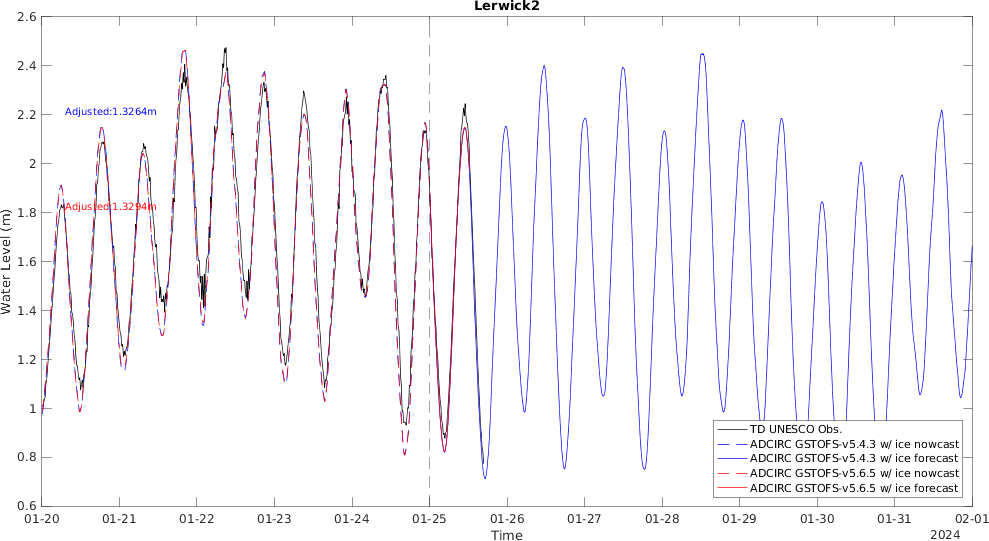 Lerwick2
2.6
2.4
2.2
2
1.8
1.6
1.4
1.2
1
0.8
0.6
Water Level (m)
Adjusted:1.3264m
Adjusted:1.3294m
TD UNESCO Obs.
ADCIRC GSTOFS-v5.4.3 w/ ice nowcast
ADCIRC GSTOFS-v5.4.3 w/ ice forecast
ADCIRC GSTOFS-v5.6.5 w/ ice nowcast
ADCIRC GSTOFS-v5.6.5 w/ ice forecast
01-20 01-21 01-22 01-23 01-24 01-25 01-26 01-27 01-28 01-29 01-30 01-31 02-01
Time
2024